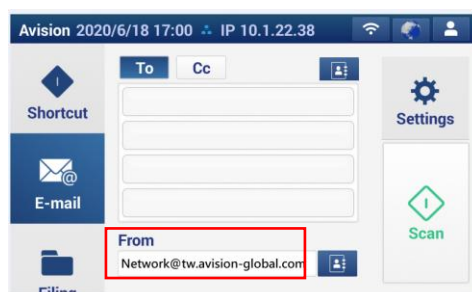 Avision 2020/6/18 17:00 IP 10.1.22.38
To Cc
Shortcut
Settings
E-mail
Scan
From
Network@tw.avision-global.com
Filing